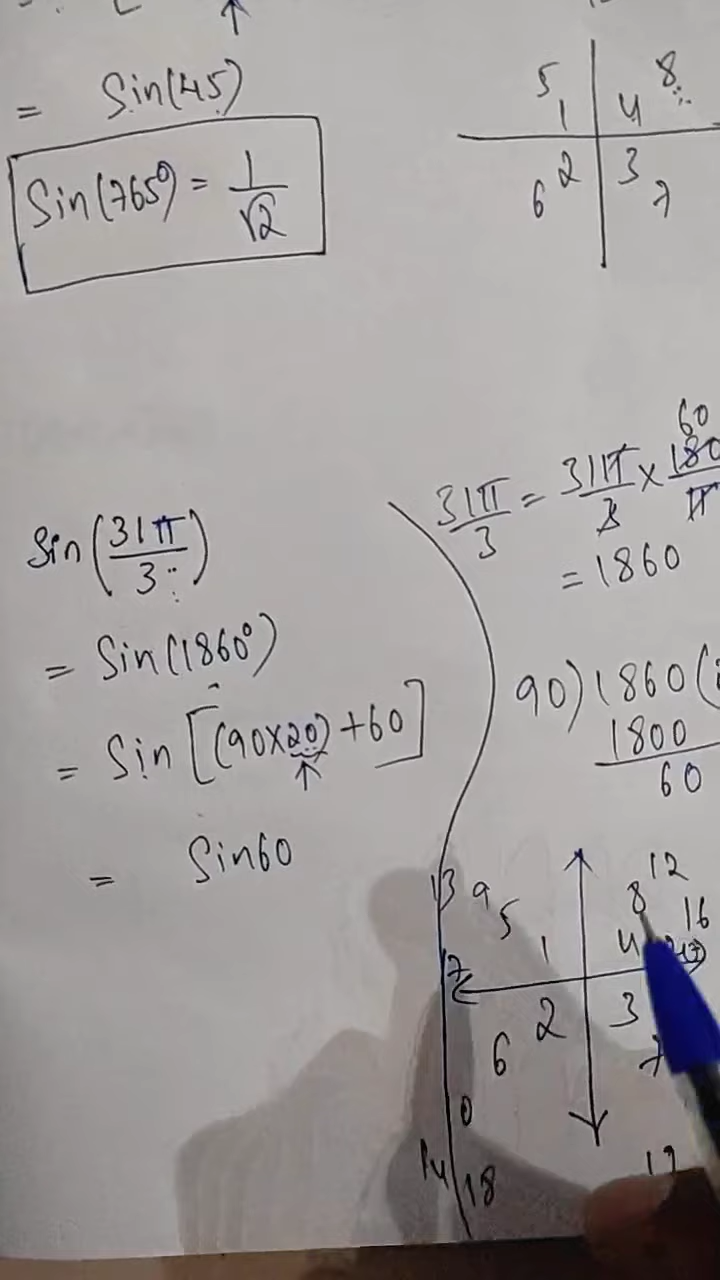 = Sin(45)
Sin(765°) = 1/√2
5 1 4 8
6 2 3 7
Sin(31π/3)
= Sin(1860°)
= Sin[(90×20)+60]
= Sin60
31π/3 = 31π/3 × 180/π
60
= 1860
90)1860(
1800
60
13 9 5 1 4 8 12 16
17
6 2 3 7
14 18